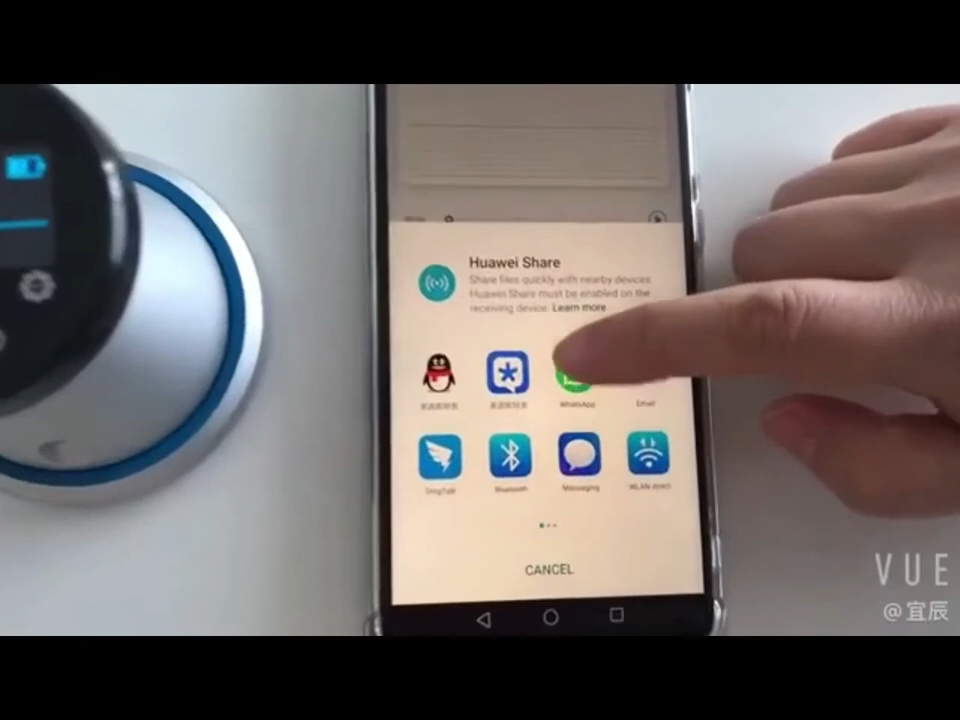 Huawei Share
Share files quickly with nearby devices.
Huawei Share must be enabled on the
receiving device. Learn more
WhatsApp
Email
DingTalk
Bluetooth
Messaging
WLAN direct
CANCEL
VUE
@宜辰